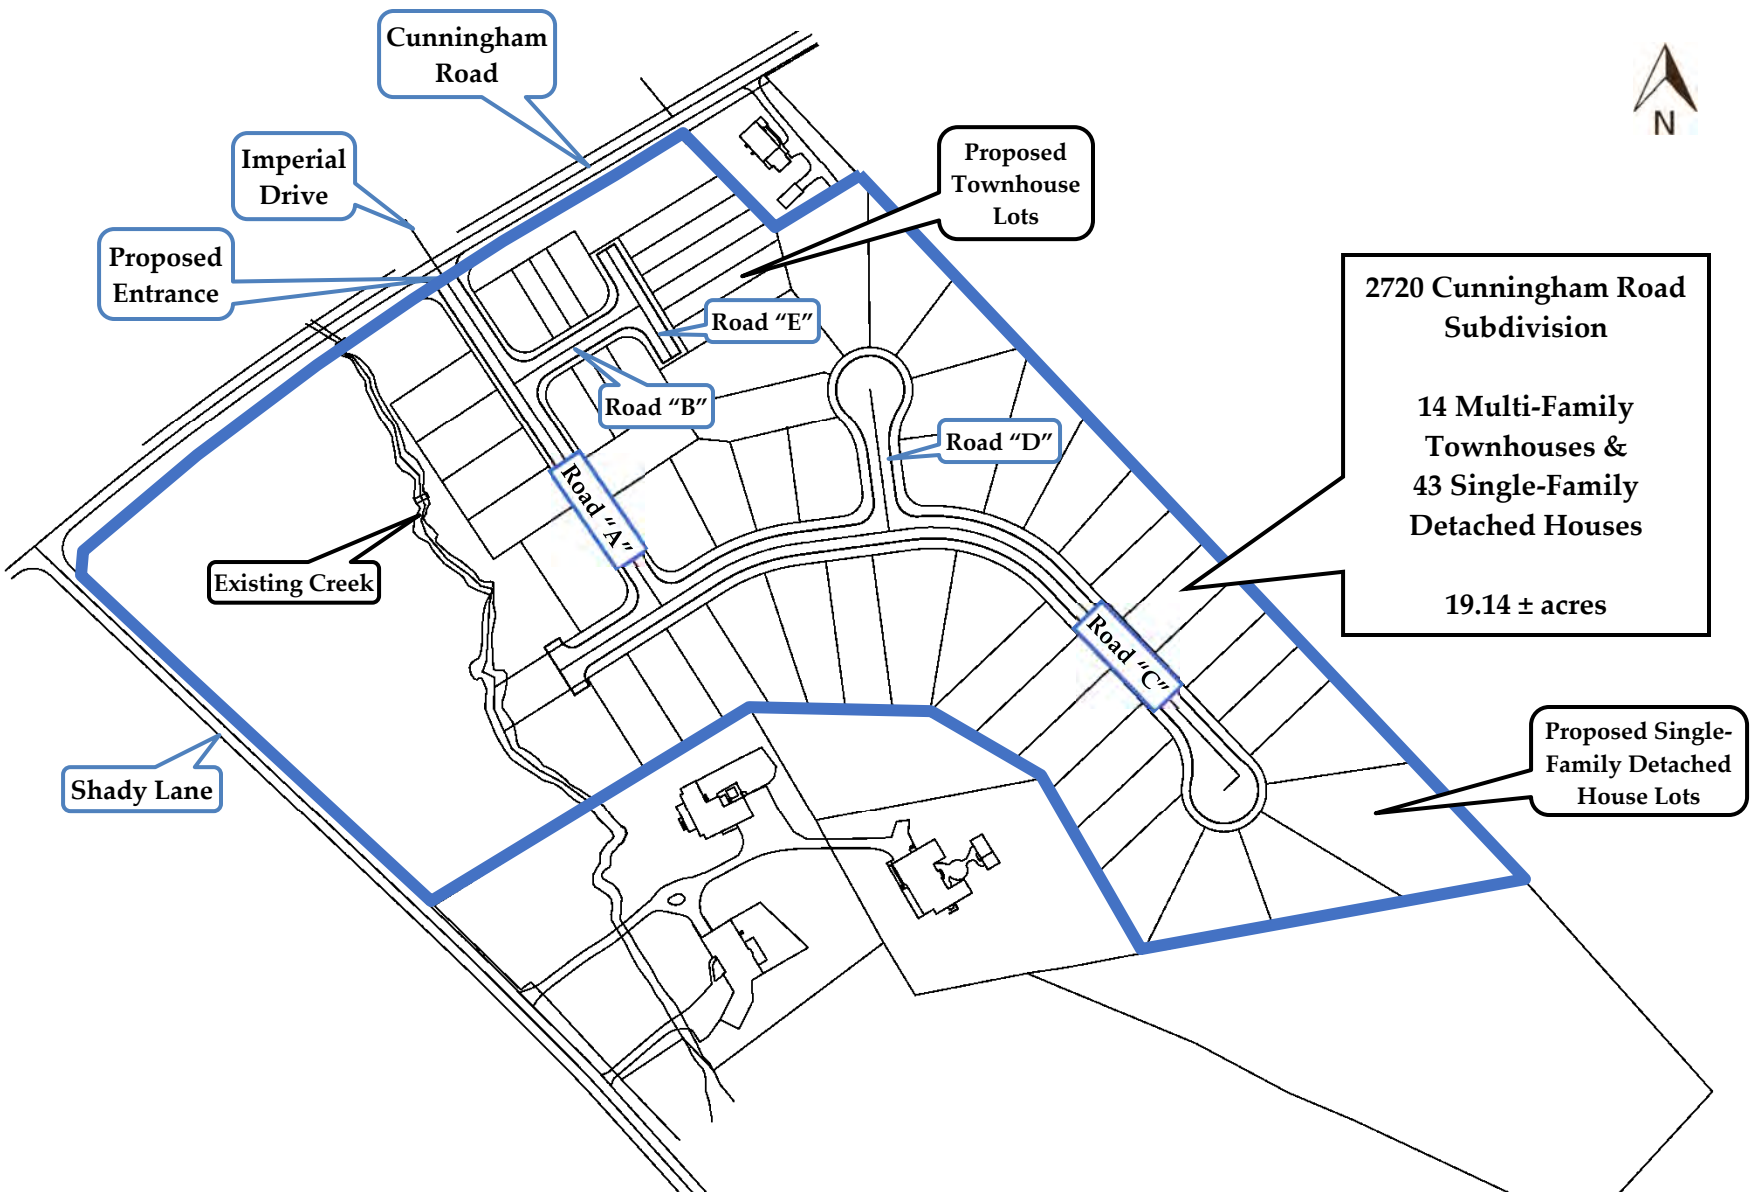 Cunningham
Road
N
Imperial
Drive
Proposed
Townhouse
Lots
Proposed
Entrance
2720 Cunningham Road
Subdivision
14 Multi-Family
Townhouses &
43 Single-Family
Detached Houses
19.14 ± acres
Road “E”
Road “B”
Road “D”
Road “A”
Existing Creek
Road “C”
Shady Lane
Proposed Single-
Family Detached
House Lots